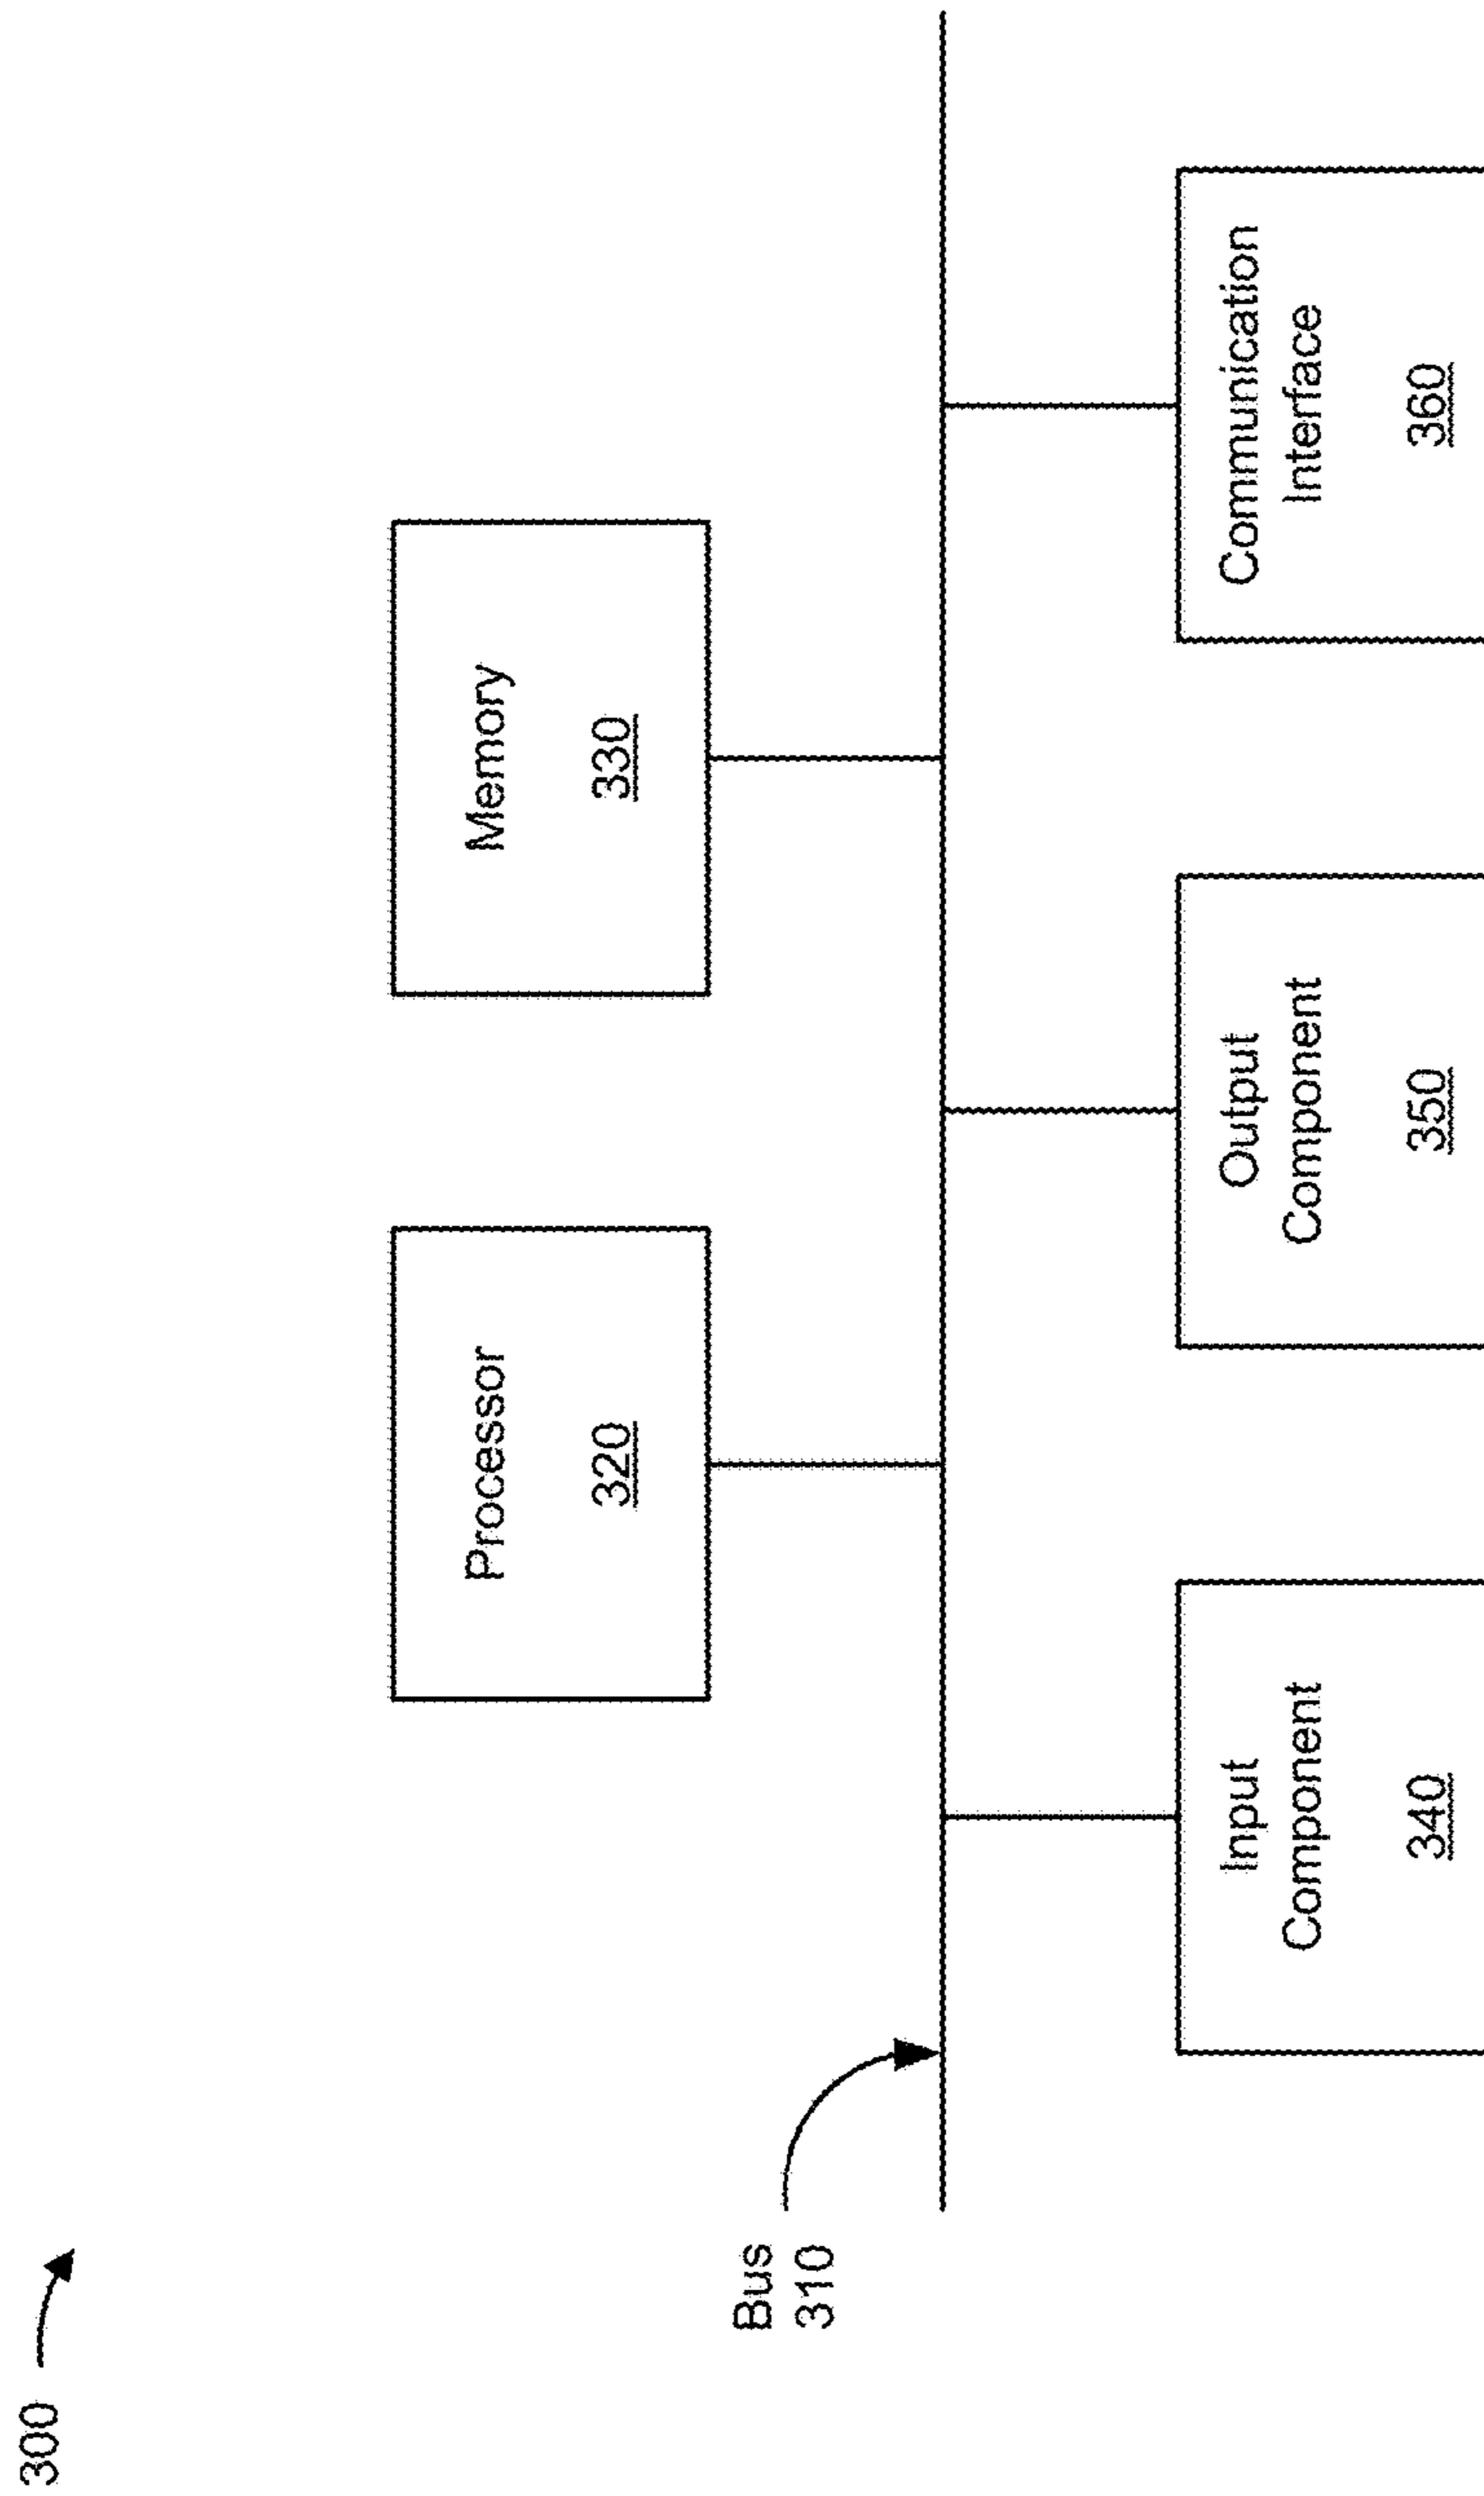 300
Processor
320
Memory
330
Bus
310
Input
Component
340
Output
Component
350
Communication
Interface
360